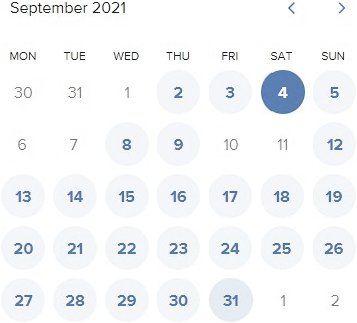 September 2021
MON TUE WED THU FRI SAT SUN
30 31 1 2 3 4 5
6 7 8 9 10 11 12
13 14 15 16 17 18 19
20 21 22 23 24 25 26
27 28 29 30 31 1 2